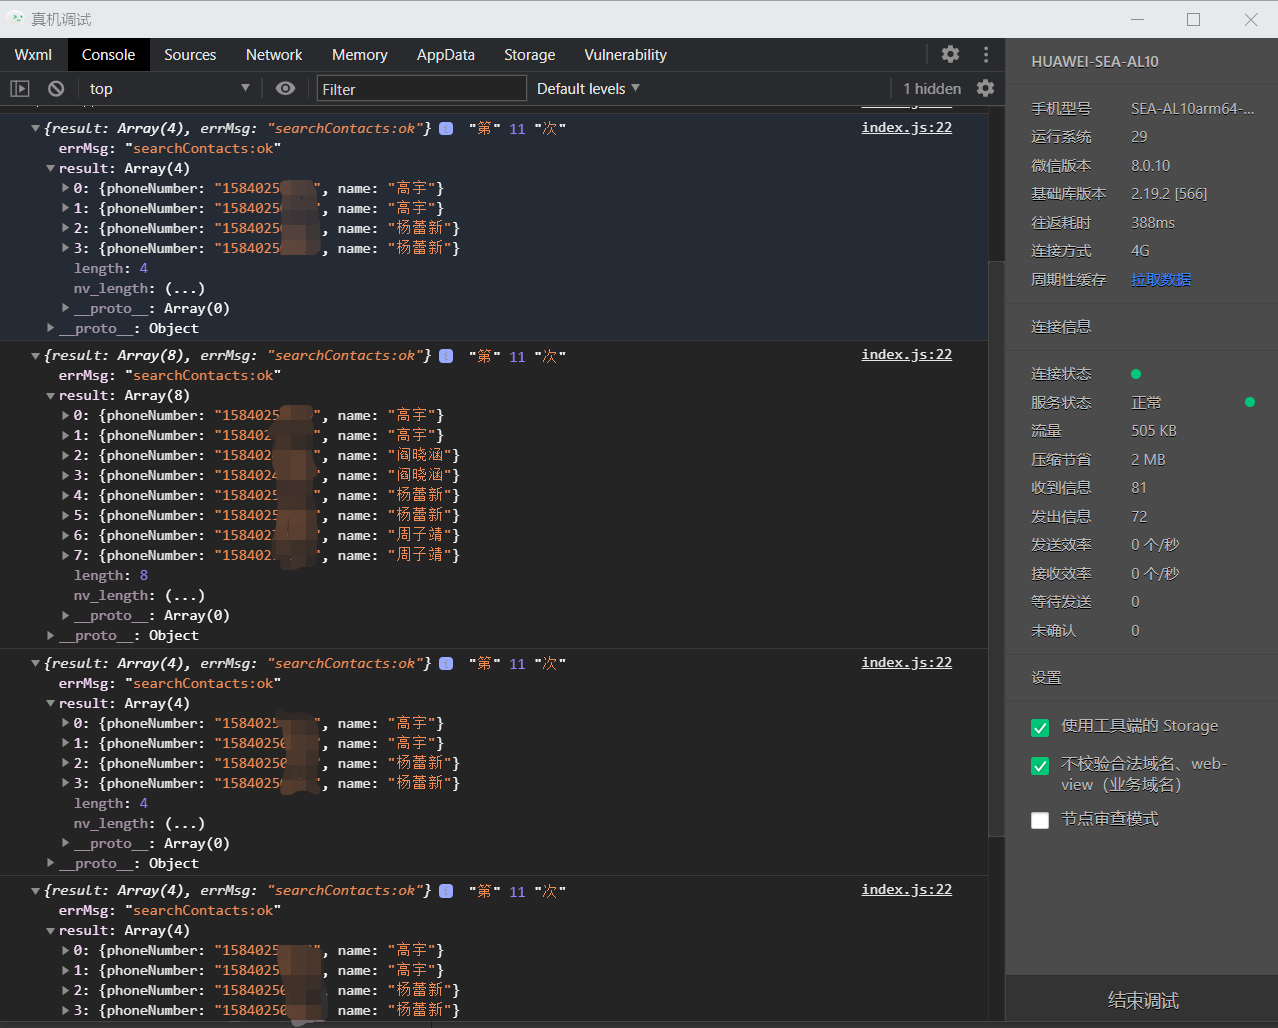 真机调试
Wxml Console Sources Network Memory AppData Storage Vulnerability
top Filter Default levels 1 hidden
{result: Array(4), errMsg: "searchContacts:ok"} i "第" 11 "次" index.js:22
errMsg: "searchContacts:ok"
result: Array(4)
0: {phoneNumber: "1584025 ", name: "高宇"}
1: {phoneNumber: "1584025 ", name: "高宇"}
2: {phoneNumber: "1584025 ", name: "杨蕾新"}
3: {phoneNumber: "1584025 ", name: "杨蕾新"}
length: 4
nv_length: (...)
__proto__: Array(0)
__proto__: Object
{result: Array(8), errMsg: "searchContacts:ok"} i "第" 11 "次" index.js:22
errMsg: "searchContacts:ok"
result: Array(8)
0: {phoneNumber: "1584025 ", name: "高宇"}
1: {phoneNumber: "158402 ", name: "高宇"}
2: {phoneNumber: "158402 ", name: "阎晓涵"}
3: {phoneNumber: "1584024 ", name: "阎晓涵"}
4: {phoneNumber: "1584025 ", name: "杨蕾新"}
5: {phoneNumber: "1584025 ", name: "杨蕾新"}
6: {phoneNumber: "1584027 ", name: "周子靖"}
7: {phoneNumber: "158402 ", name: "周子靖"}
length: 8
nv_length: (...)
__proto__: Array(0)
__proto__: Object
{result: Array(4), errMsg: "searchContacts:ok"} i "第" 11 "次" index.js:22
errMsg: "searchContacts:ok"
result: Array(4)
0: {phoneNumber: "1584025 ", name: "高宇"}
1: {phoneNumber: "15840250 ", name: "高宇"}
2: {phoneNumber: "15840250 ", name: "杨蕾新"}
3: {phoneNumber: "1584025 ", name: "杨蕾新"}
length: 4
nv_length: (...)
__proto__: Array(0)
__proto__: Object
{result: Array(4), errMsg: "searchContacts:ok"} i "第" 11 "次" index.js:22
errMsg: "searchContacts:ok"
result: Array(4)
0: {phoneNumber: "1584025 ", name: "高宇"}
1: {phoneNumber: "1584025 ", name: "高宇"}
2: {phoneNumber: "1584025 ", name: "杨蕾新"}
3: {phoneNumber: "1584025 ", name: "杨蕾新"}
HUAWEI-SEA-AL10
手机型号 SEA-AL10arm64-...
运行系统 29
微信版本 8.0.10
基础库版本 2.19.2 [566]
往返耗时 388ms
连接方式 4G
周期性缓存 拉取数据
连接信息
连接状态
服务状态 正常
流量 505 KB
压缩节省 2 MB
收到信息 81
发出信息 72
发送效率 0 个/秒
接收效率 0 个/秒
等待发送 0
未确认 0
设置
使用工具端的 Storage
不校验合法域名、web-
view（业务域名）
节点审查模式
结束调试